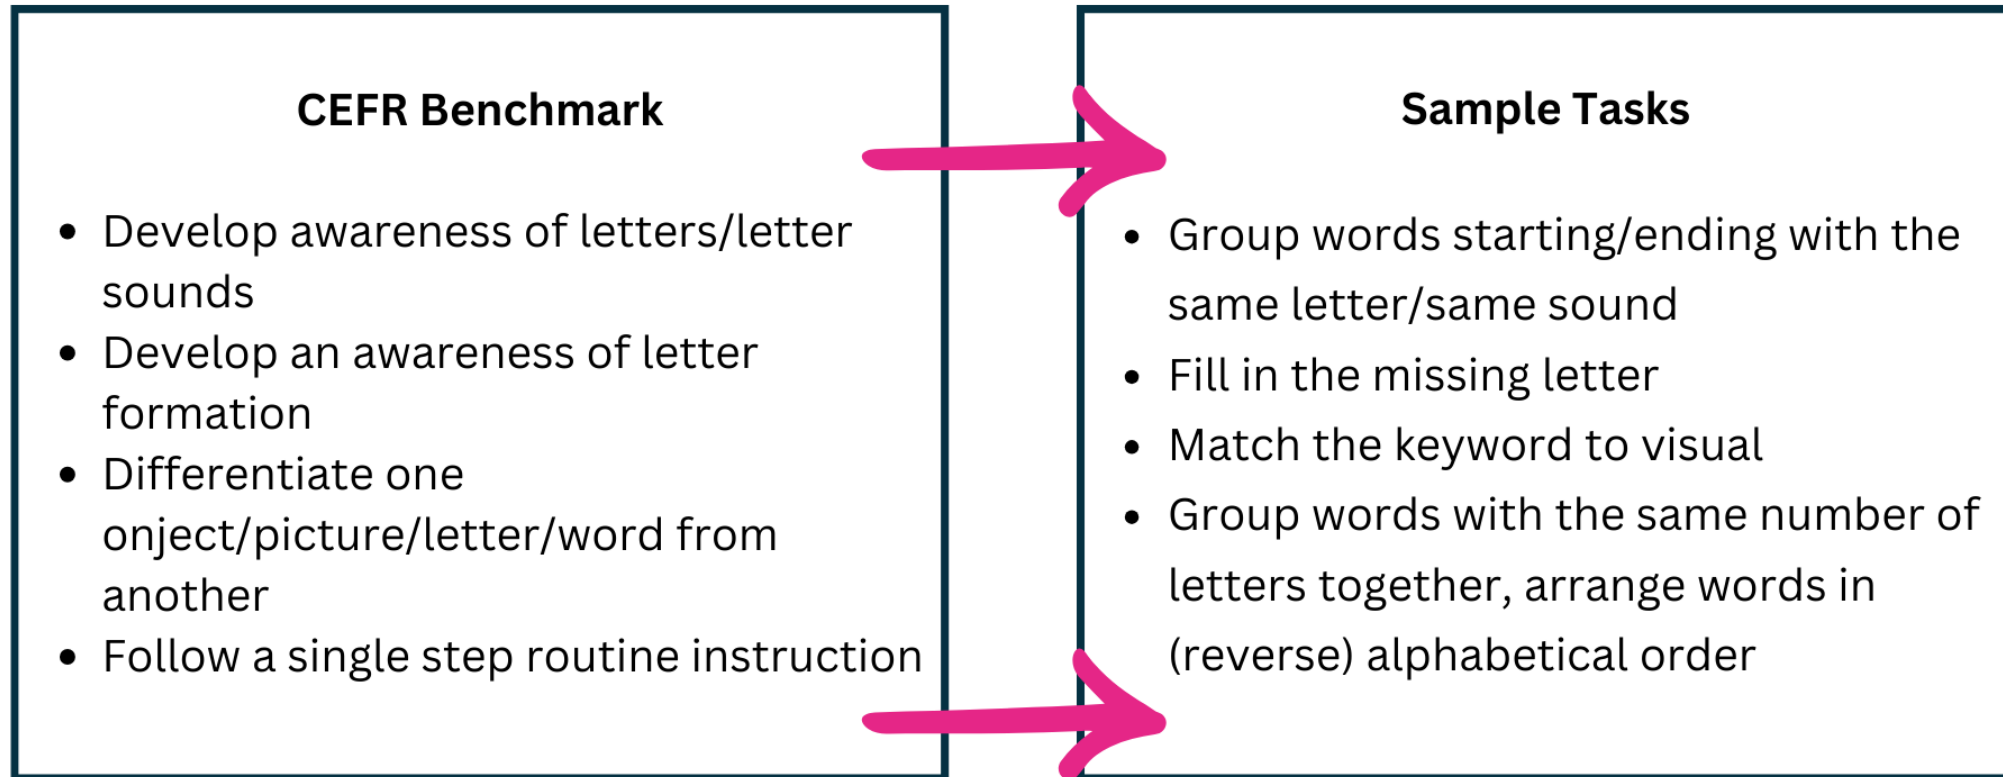 CEFR Benchmark
• Develop awareness of letters/letter
sounds
• Develop an awareness of letter
formation
• Differentiate one
onject/picture/letter/word from
another
• Follow a single step routine instruction
Sample Tasks
• Group words starting/ending with the
same letter/same sound
• Fill in the missing letter
• Match the keyword to visual
• Group words with the same number of
letters together, arrange words in
(reverse) alphabetical order